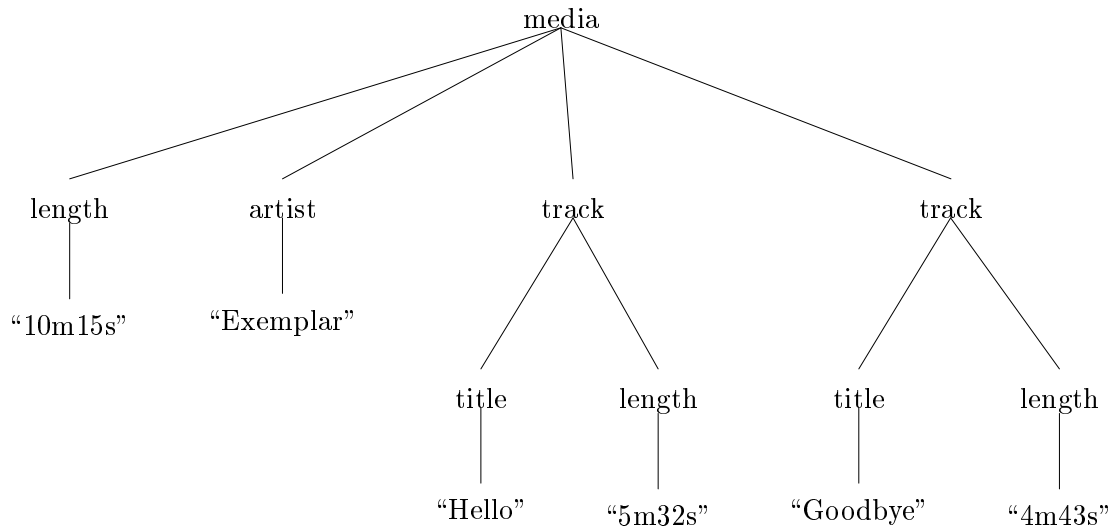 media
length artist track track
“10m15s” “Exemplar”
title length title length
“Hello” “5m32s” “Goodbye” “4m43s”